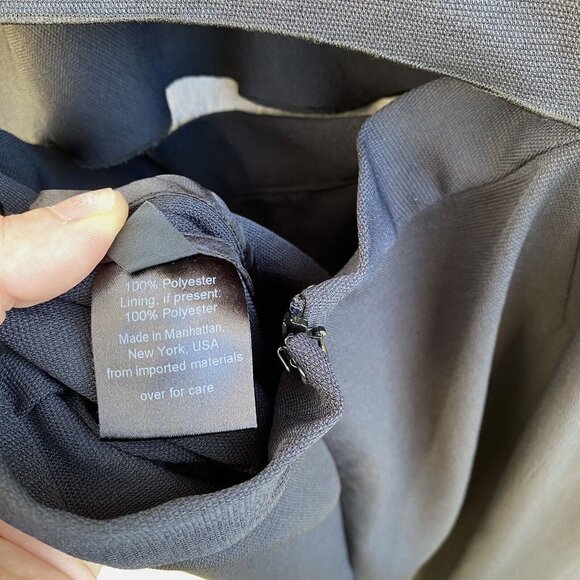 100% Polyester
Lining, if present:
100% Polyester
Made in Manhattan,
New York, USA
from imported materials
over for care